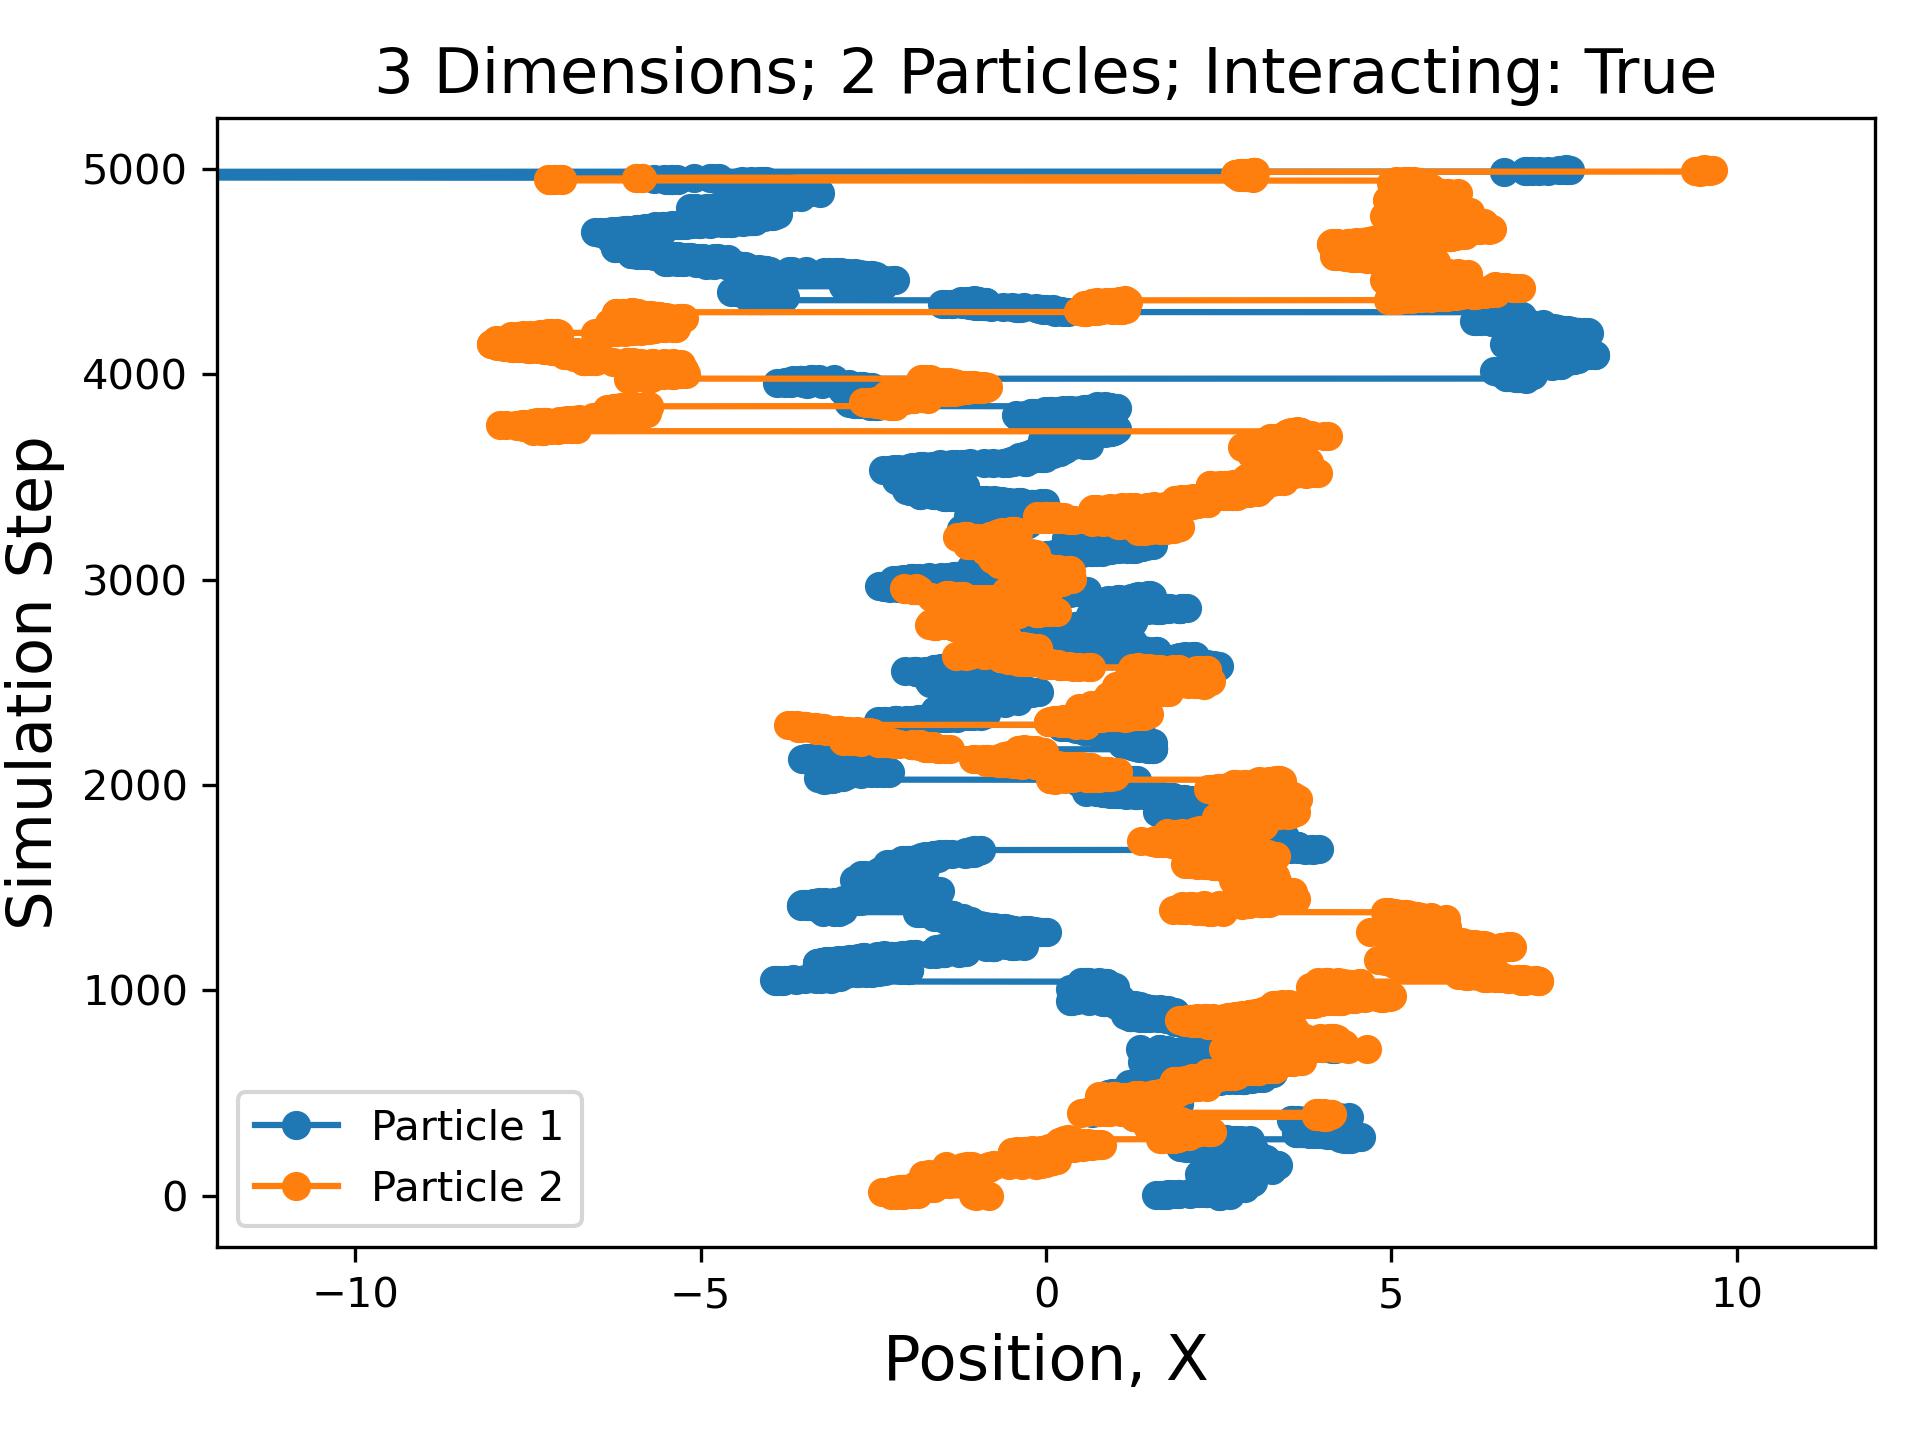 3 Dimensions; 2 Particles; Interacting: True
Simulation Step
5000
4000
3000
2000
1000
0
Particle 1
Particle 2
−10
−5
0
5
10
Position, X